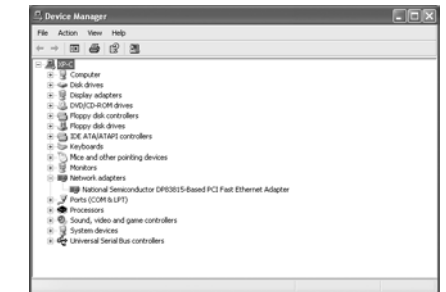 Device Manager
File Action View Help
XP-C
Computer
Disk drives
Display adapters
DVD/CD-ROM drives
Floppy disk controllers
Floppy disk drives
IDE ATA/ATAPI controllers
Keyboards
Mice and other pointing devices
Monitors
Network adapters
National Semiconductor DP83815-Based PCI Fast Ethernet Adapter
Ports (COM & LPT)
Processors
Sound, video and game controllers
System devices
Universal Serial Bus controllers